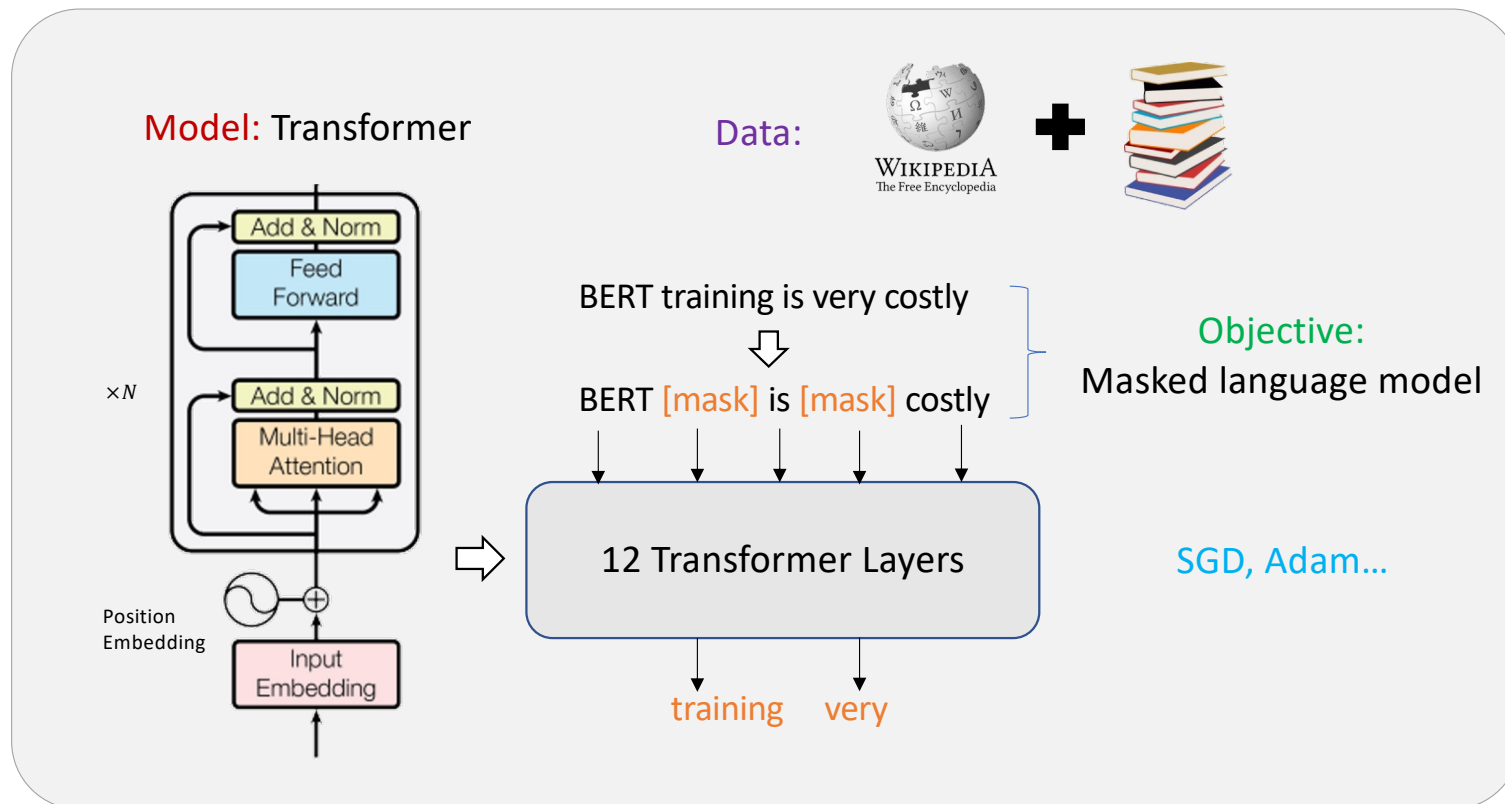 Model: Transformer
Add & Norm
Feed
Forward
×N
Add & Norm
Multi-Head
Attention
Position
Embedding
Input
Embedding
Data:
WIKIPEDIA
The Free Encyclopedia
BERT training is very costly
BERT [mask] is [mask] costly
Objective:
Masked language model
12 Transformer Layers
SGD, Adam…
training very